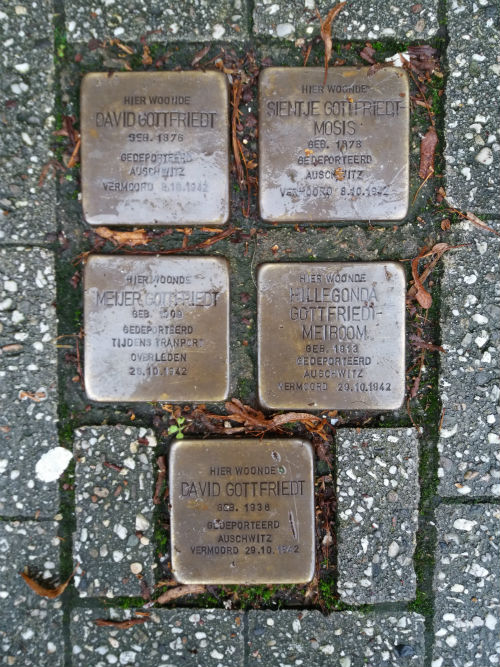 HIER WOONDE
DAVID GOTTFRIEDT
GEB. 1876
GEDEPORTEERD
AUSCHWITZ
VERMOORD 8.10.1942
HIER WOONDE
SIENTJE GOTTFRIEDT-
MOSIS
GEB. 1878
GEDEPORTEERD
AUSCHWITZ
VERMOORD 8.10.1942
HIER WOONDE
MEIJER GOTTFRIEDT
GEB. 1909
GEDEPORTEERD
TIJDENS TRANPORT
OVERLEDEN
28.10.1942
HIER WOONDE
HILLEGONDA
GOTTFRIEDT-
MEIBOOM
GEB. 1913
GEDEPORTEERD
AUSCHWITZ
VERMOORD 29.10.1942
HIER WOONDE
DAVID GOTTFRIEDT
GEB. 1936
GEDEPORTEERD
AUSCHWITZ
VERMOORD 29.10.1942